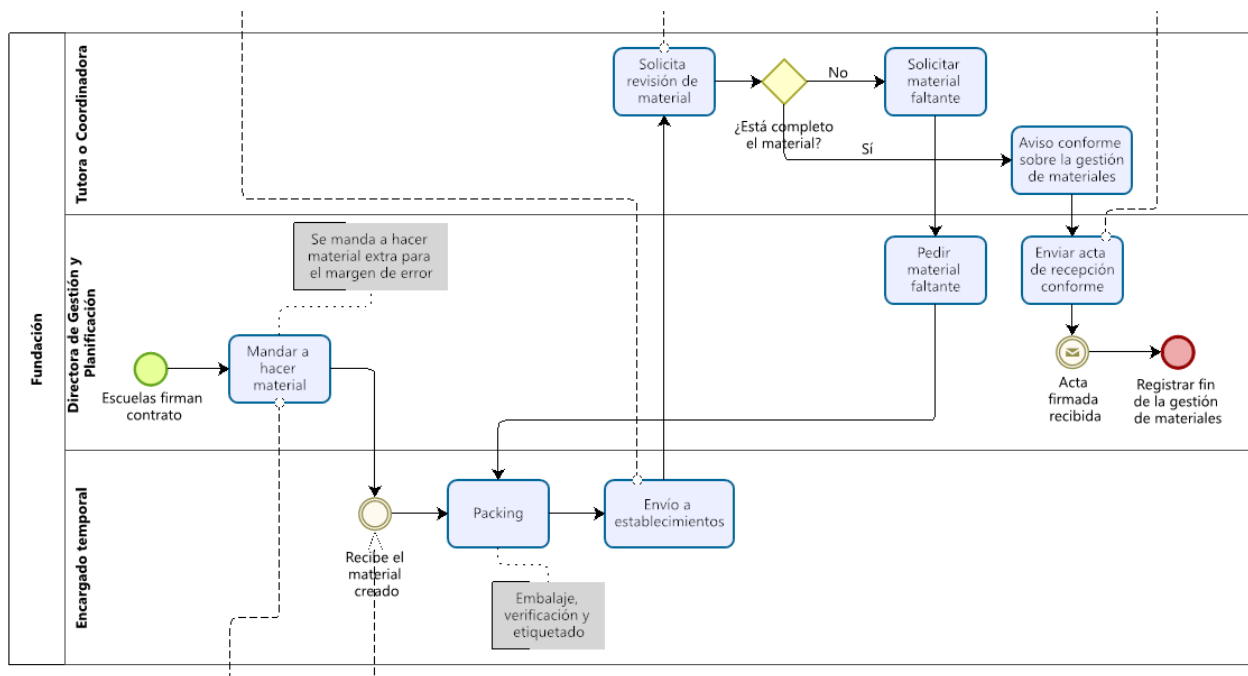 Fundación
Tutora o Coordinadora
Solicita
revisión de
material
¿Está completo
el material?
No
Sí
Solicitar
material
faltante
Aviso conforme
sobre la gestión
de materiales
Directora de Gestión y
Planificación
Escuelas firman
contrato
Mandar a
hacer
material
Se manda a hacer
material extra para
el margen de error
Pedir
material
faltante
Enviar acta
de recepción
conforme
Acta
firmada
recibida
Registrar fin
de la gestión
de materiales
Encargado temporal
Recibe el
material
creado
Packing
Embalaje,
verificación y
etiquetado
Envío a
establecimientos